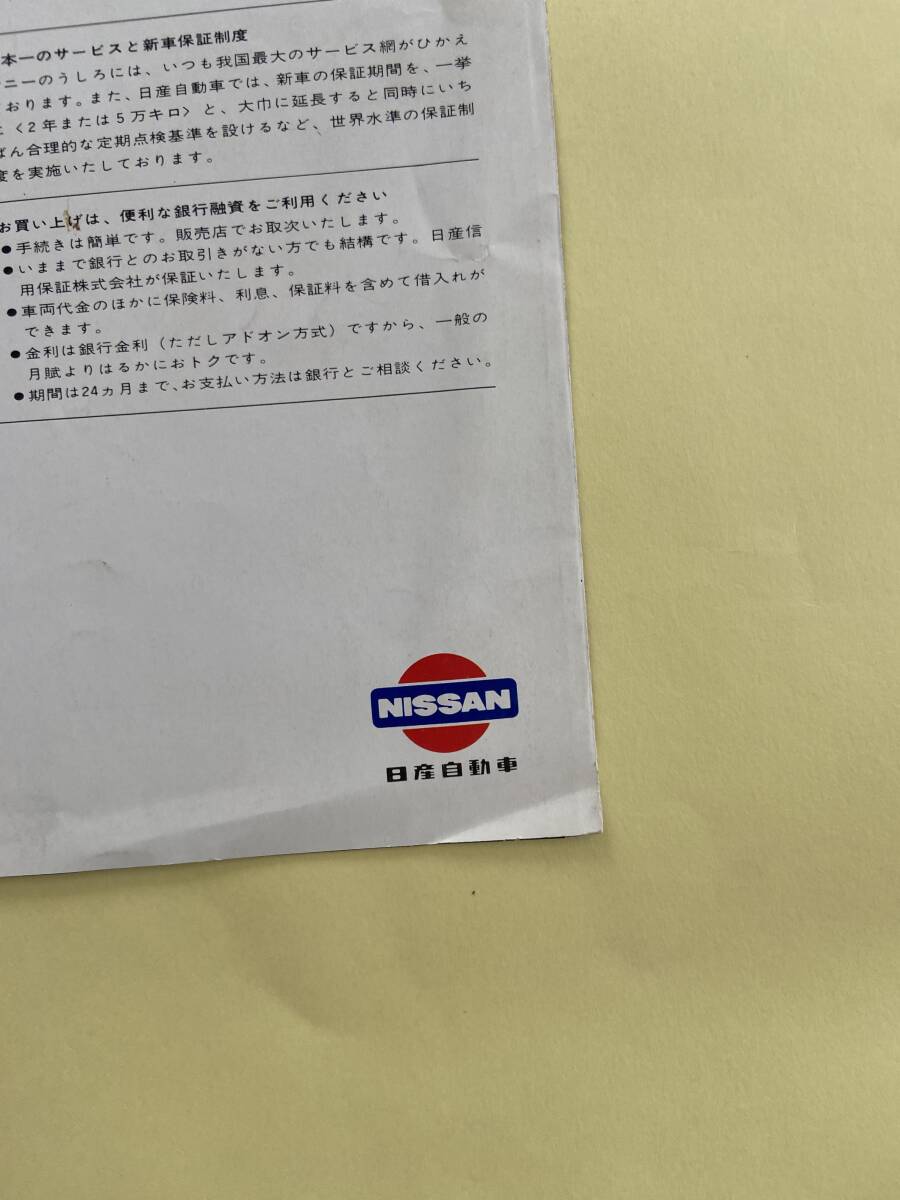 本一のサービスと新車保証制度
ニーのうしろには、いつも我国最大のサービス網がひかえ
おります。また、日産自動車では、新車の保証期間を、一挙
〈2年または5万キロ〉と、大巾に延長すると同時にいち
ばん合理的な定期点検基準を設けるなど、世界水準の保証制
度を実施いたしております。
お買い上げは、便利な銀行融資をご利用ください
●手続きは簡単です。販売店でお取次いたします。
●いままで銀行とのお取引きがない方でも結構です。日産信
用保証株式会社が保証いたします。
●車両代金のほかに保険料、利息、保証料を含めて借入れが
できます。
●金利は銀行金利（ただしアドオン方式）ですから、一般の
月賦よりはるかにおトクです。
●期間は24ヵ月まで、お支払い方法は銀行とご相談ください。
NISSAN
日産自動車